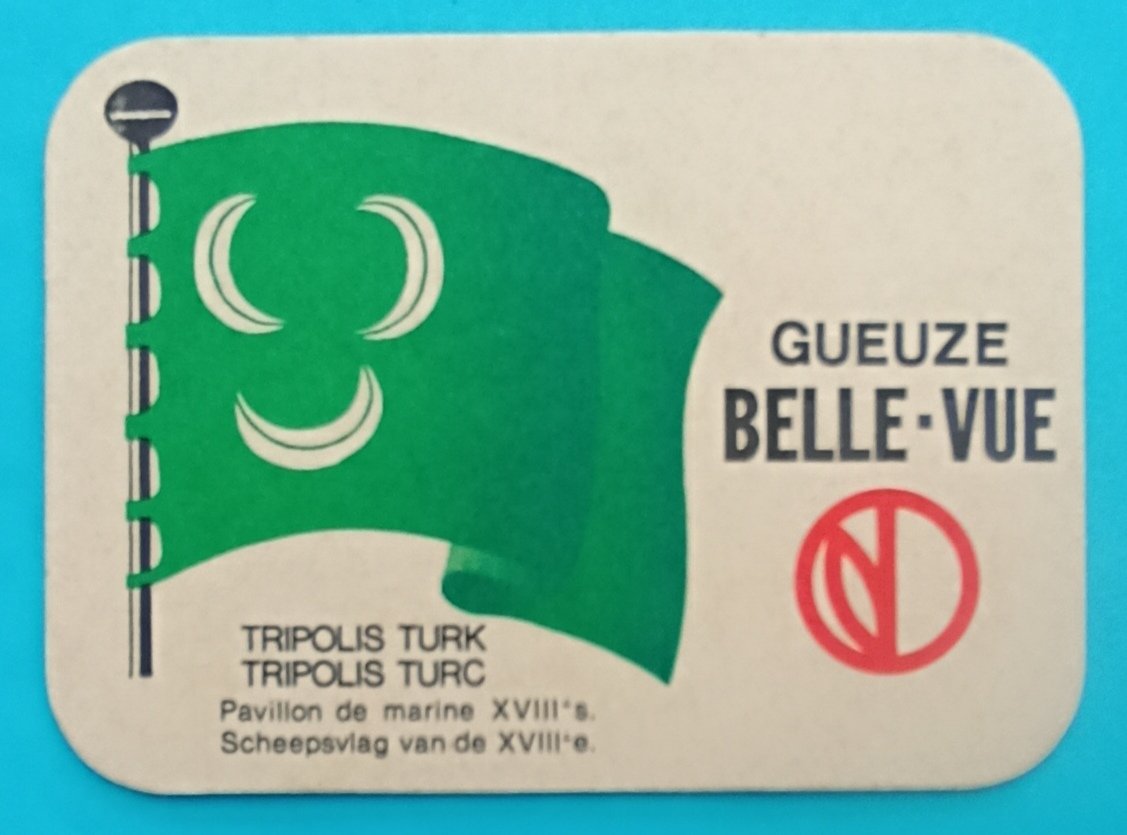 GUEUZE
BELLE·VUE
TRIPOLIS TURK
TRIPOLIS TURC
Pavillon de marine XVIIIᵉs.
Scheepsvlag van de XVIIIᵉe.